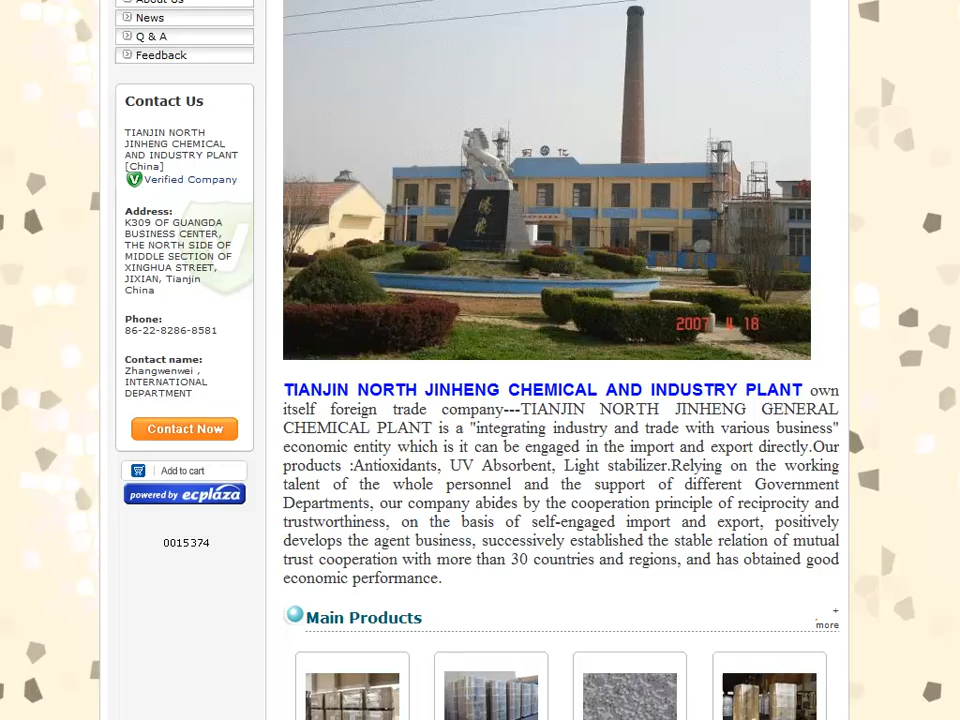 About Us
News
Q & A
Feedback
Contact Us
TIANJIN NORTH
JINHENG CHEMICAL
AND INDUSTRY PLANT
[China]
Verified Company
Address:
K309 OF GUANGDA
BUSINESS CENTER,
THE NORTH SIDE OF
MIDDLE SECTION OF
XINGHUA STREET,
JIXIAN, Tianjin
China
Phone:
86-22-8286-8581
Contact name:
Zhangwenwei ,
INTERNATIONAL
DEPARTMENT
Contact Now
Add to cart
powered by ecplaza
0015374
2007 4 18
TIANJIN NORTH JINHENG CHEMICAL AND INDUSTRY PLANT own
itself foreign trade company---TIANJIN NORTH JINHENG GENERAL
CHEMICAL PLANT is a "integrating industry and trade with various business"
economic entity which is it can be engaged in the import and export directly.Our
products :Antioxidants, UV Absorbent, Light stabilizer.Relying on the working
talent of the whole personnel and the support of different Government
Departments, our company abides by the cooperation principle of reciprocity and
trustworthiness, on the basis of self-engaged import and export, positively
develops the agent business, successively established the stable relation of mutual
trust cooperation with more than 30 countries and regions, and has obtained good
economic performance.
Main Products
+
more